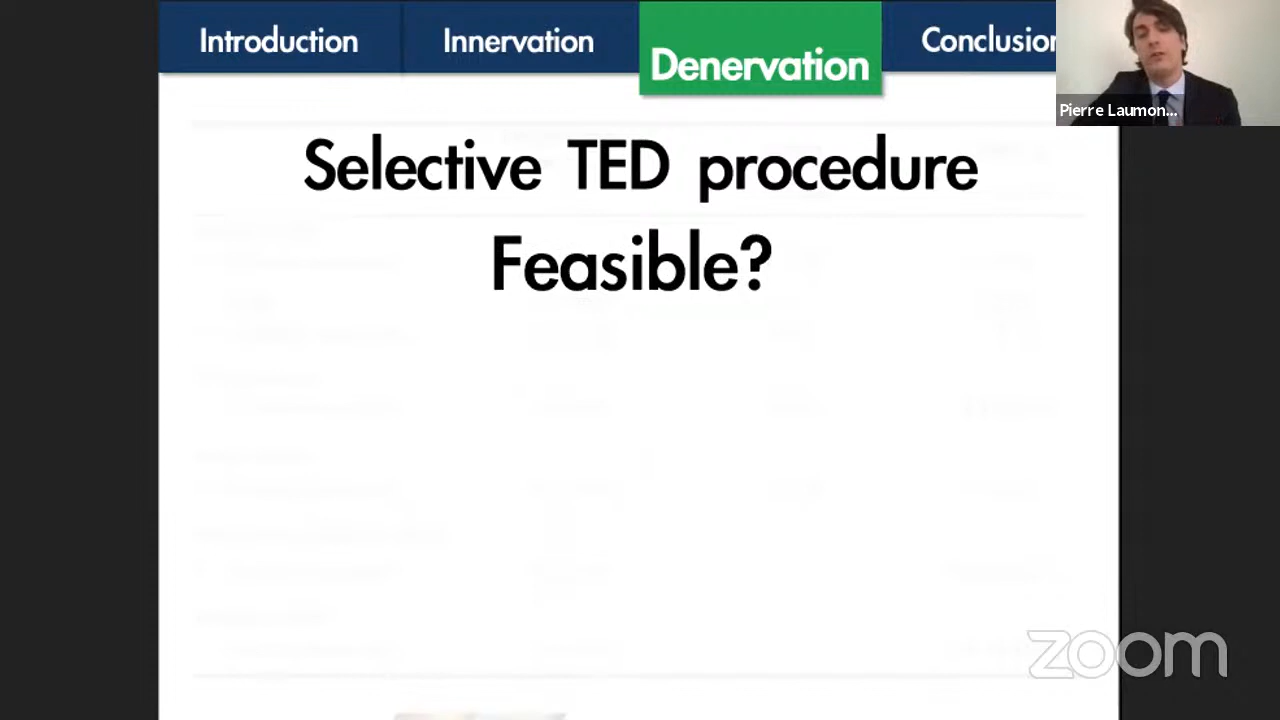 Introduction
Innervation
Denervation
Conclusion
Pierre Laumon...
Selective TED procedure
Feasible?
zoom